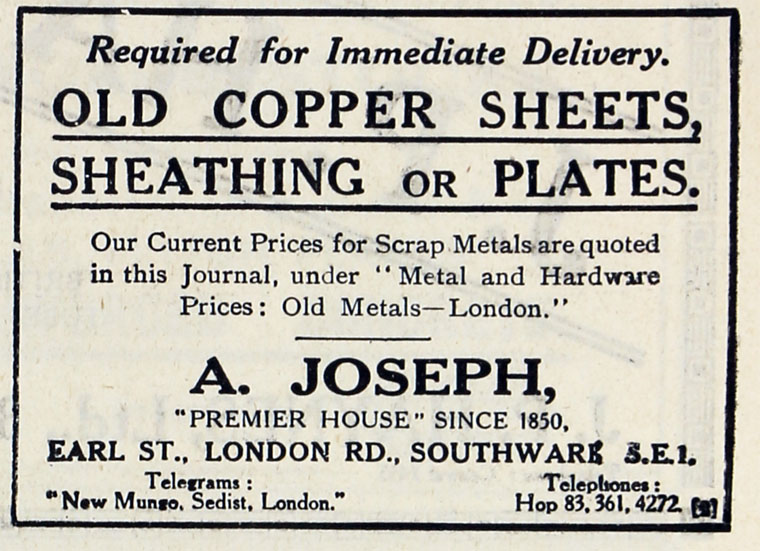 Required for Immediate Delivery.
OLD COPPER SHEETS,
SHEATHING OR PLATES.
Our Current Prices for Scrap Metals are quoted
in this Journal, under "Metal and Hardware
Prices: Old Metals—London."
A. JOSEPH,
"PREMIER HOUSE" SINCE 1850,
EARL ST., LONDON RD., SOUTHWARK S.E.1.
Telegrams:
"New Mungo, Sedist, London."
Telephones:
Hop 83, 361, 4272.